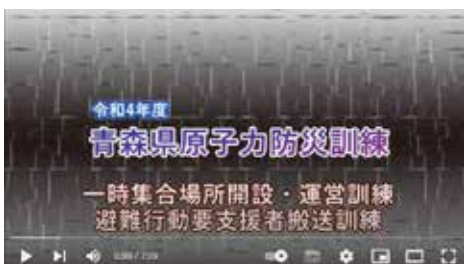 令和4年度
青森県原子力防災訓練
一時集合場所開設・運営訓練
避難行動要支援者搬送訓練